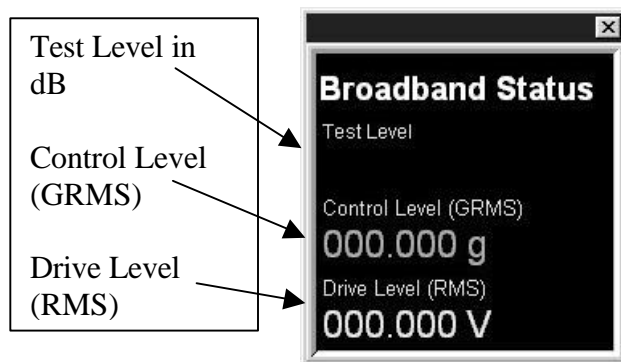 Test Level in
dB
Control Level
(GRMS)
Drive Level
(RMS)
Broadband Status
Test Level
Control Level (GRMS)
000.000 g
Drive Level (RMS)
000.000 V